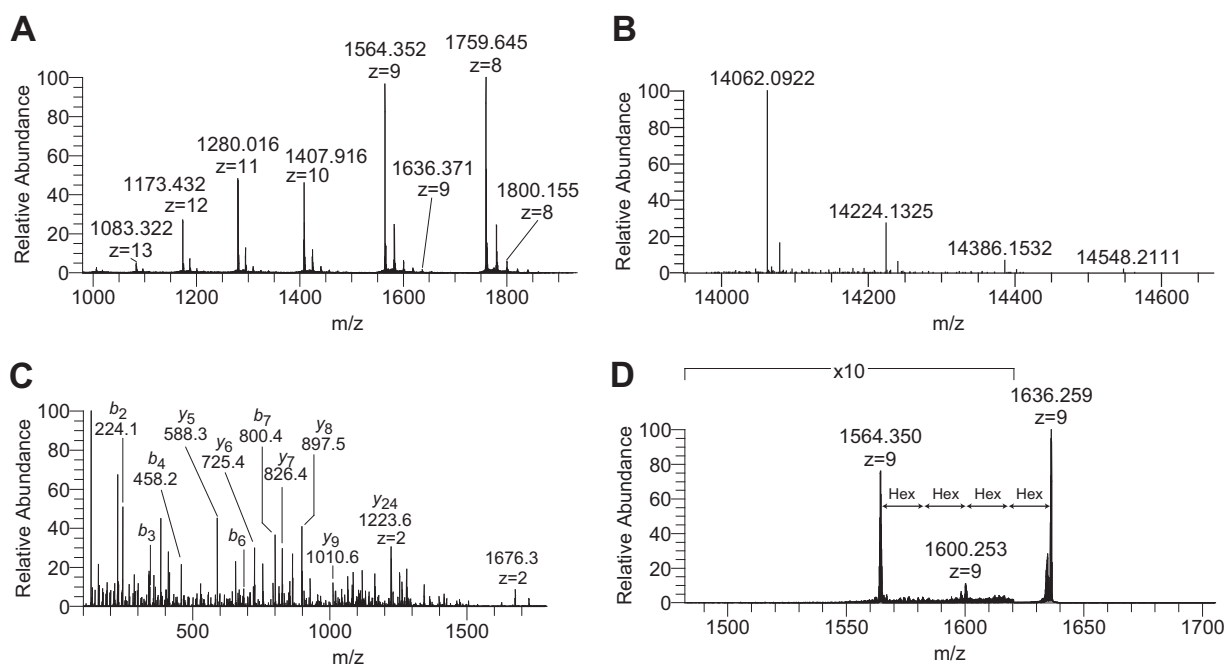 A
Relative Abundance
100
80
60
40
20
0
1083.322
z=13
1173.432
z=12
1280.016
z=11
1407.916
z=10
1564.352
z=9
1636.371
z=9
1759.645
z=8
1800.155
z=8
1000 1200 1400 1600 1800
m/z
B
Relative Abundance
100
80
60
40
20
0
14062.0922
14224.1325
14386.1532
14548.2111
14000 14200 14400 14600
m/z
C
Relative Abundance
100
80
60
40
20
0
b2
224.1
b3
b4
458.2
y5
588.3
y6
725.4
b6
b7
800.4
y7
826.4
y8
897.5
y9
1010.6
y24
1223.6
z=2
1676.3
z=2
500 1000 1500
m/z
D
x10
Relative Abundance
100
80
60
40
20
0
1564.350
z=9
Hex Hex Hex Hex
1600.253
z=9
1636.259
z=9
1500 1550 1600 1650 1700
m/z